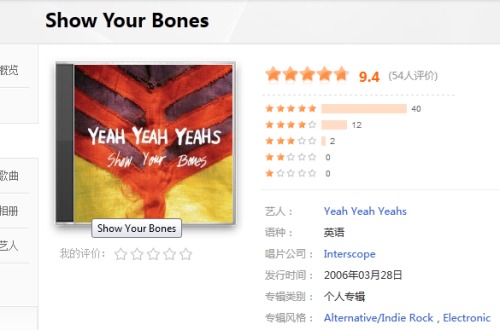 Show Your Bones
概览
歌曲
相册
艺人
YEAH YEAH YEAHS
Show Your Bones
Show Your Bones
我的评价：
9.4 (54人评价)
40
12
2
0
0
艺人： Yeah Yeah Yeahs
语种： 英语
唱片公司： Interscope
发行时间： 2006年03月28日
专辑类别： 个人专辑
专辑风格： Alternative/Indie Rock , Electronic